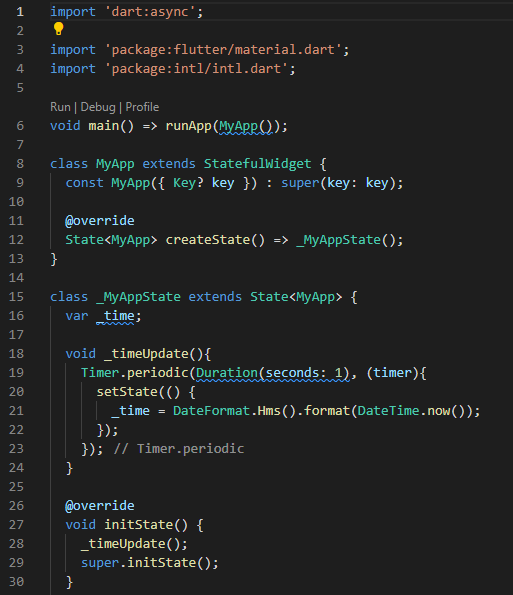 1 import 'dart:async';
2
3 import 'package:flutter/material.dart';
4 import 'package:intl/intl.dart';
5
Run | Debug | Profile
6 void main() => runApp(MyApp());
7
8 class MyApp extends StatefulWidget {
9   const MyApp({ Key? key }) : super(key: key);
10
11   @override
12   State<MyApp> createState() => _MyAppState();
13 }
14
15 class _MyAppState extends State<MyApp> {
16   var _time;
17
18   void _timeUpdate(){
19     Timer.periodic(Duration(seconds: 1), (timer){
20       setState(() {
21         _time = DateFormat.Hms().format(DateTime.now());
22       });
23     }); // Timer.periodic
24   }
25
26   @override
27   void initState() {
28     _timeUpdate();
29     super.initState();
30   }